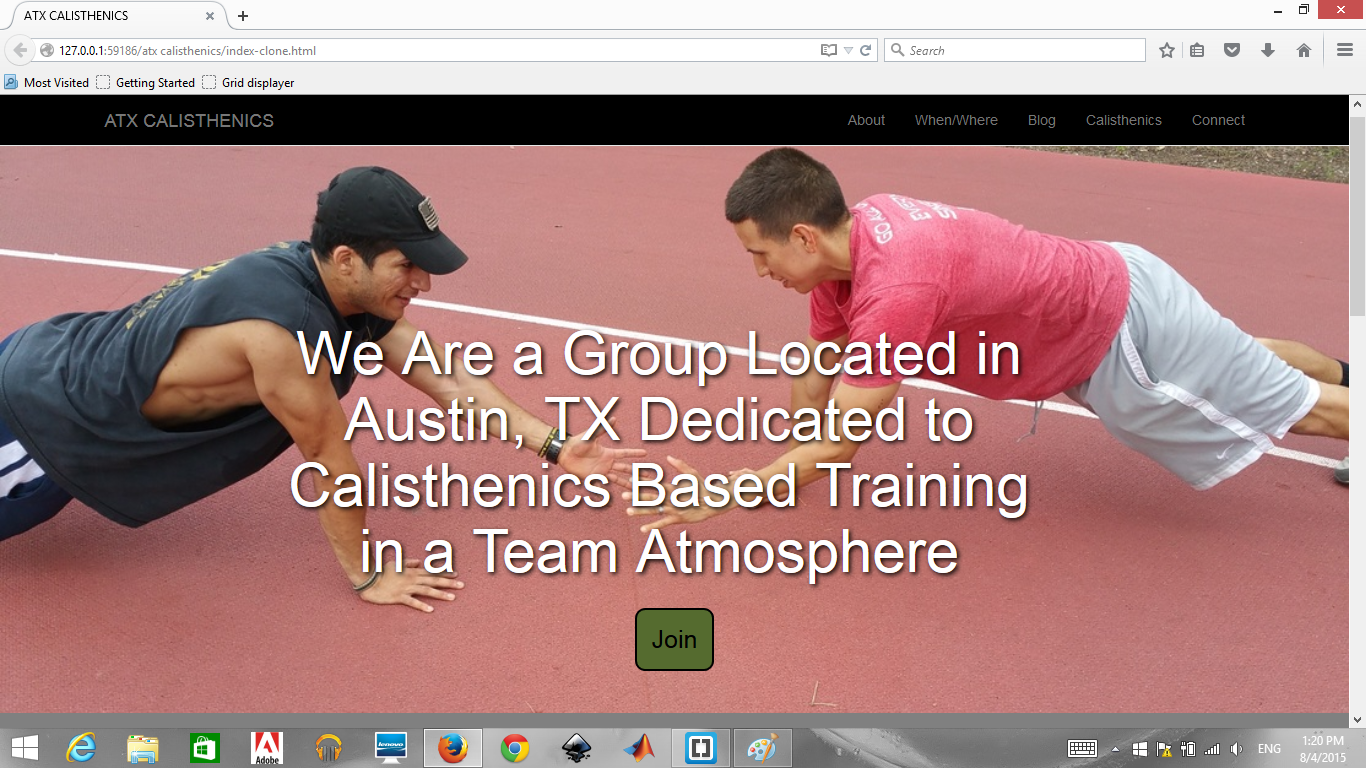 ATX CALISTHENICS
127.0.0.1:59186/atx calisthenics/index-clone.html
Search
Most Visited
Getting Started
Grid displayer
ATX CALISTHENICS
About
When/Where
Blog
Calisthenics
Connect
We Are a Group Located in
Austin, TX Dedicated to
Calisthenics Based Training
in a Team Atmosphere
Join
Adobe
lenovo
ENG
1:20 PM
8/4/2015